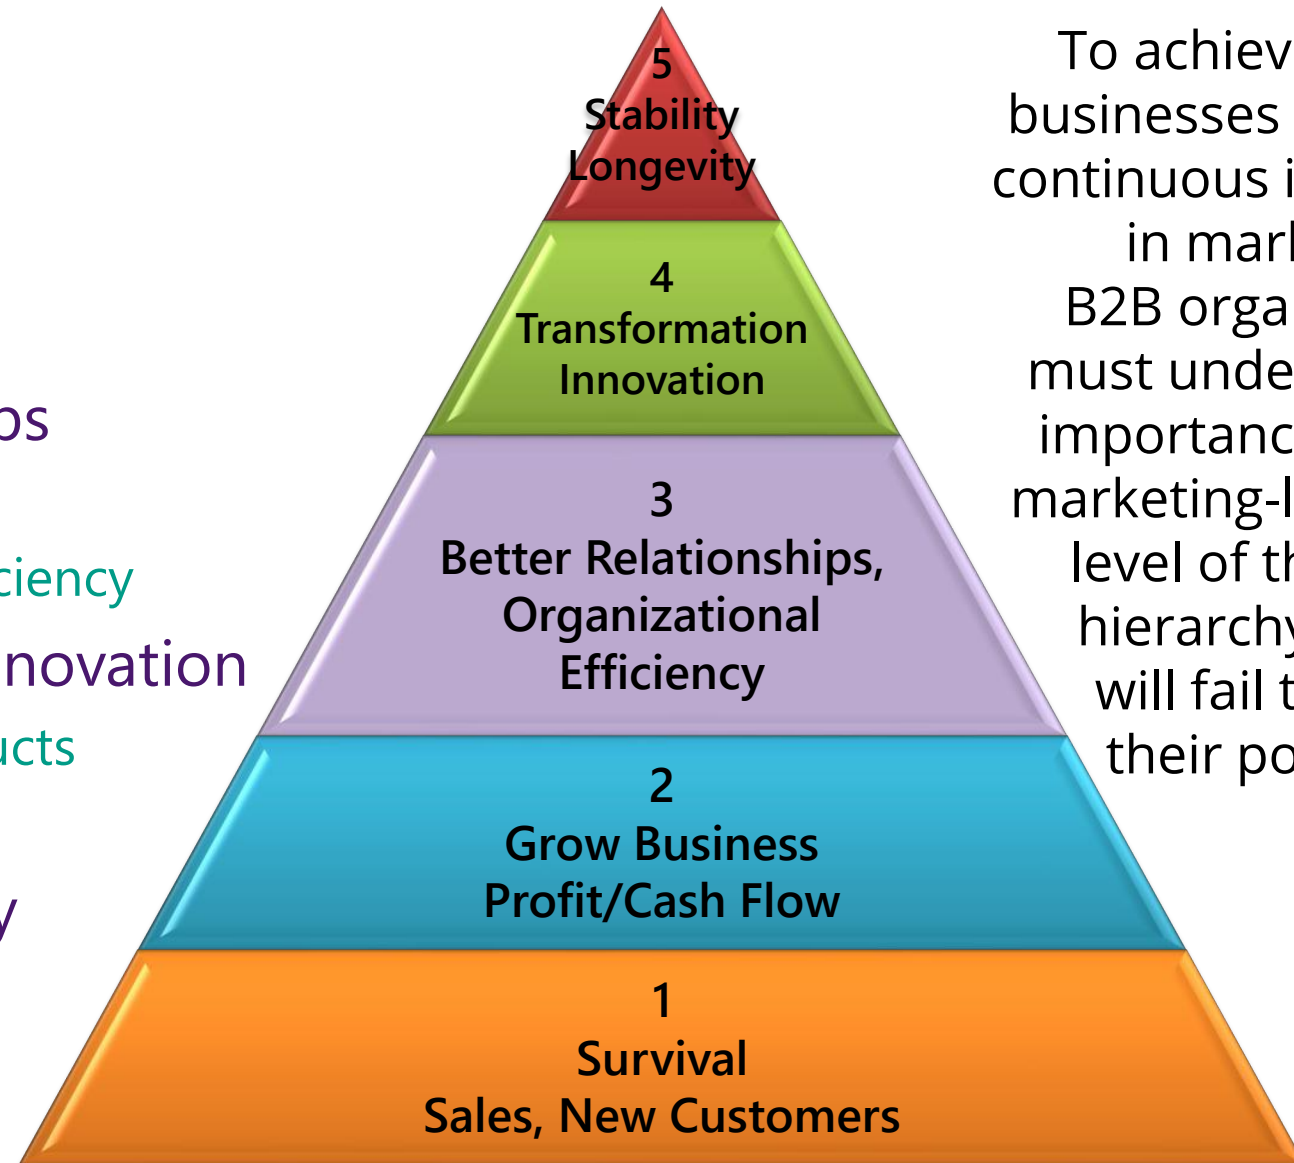 ps
ciency
nnovation
ucts
y
5
Stability
Longevity
4
Transformation
Innovation
3
Better Relationships,
Organizational
Efficiency
2
Grow Business
Profit/Cash Flow
1
Survival
Sales, New Customers
To achiev
businesses
continuous i
in mark
B2B orga
must unde
importanc
marketing-l
level of th
hierarchy
will fail t
their po